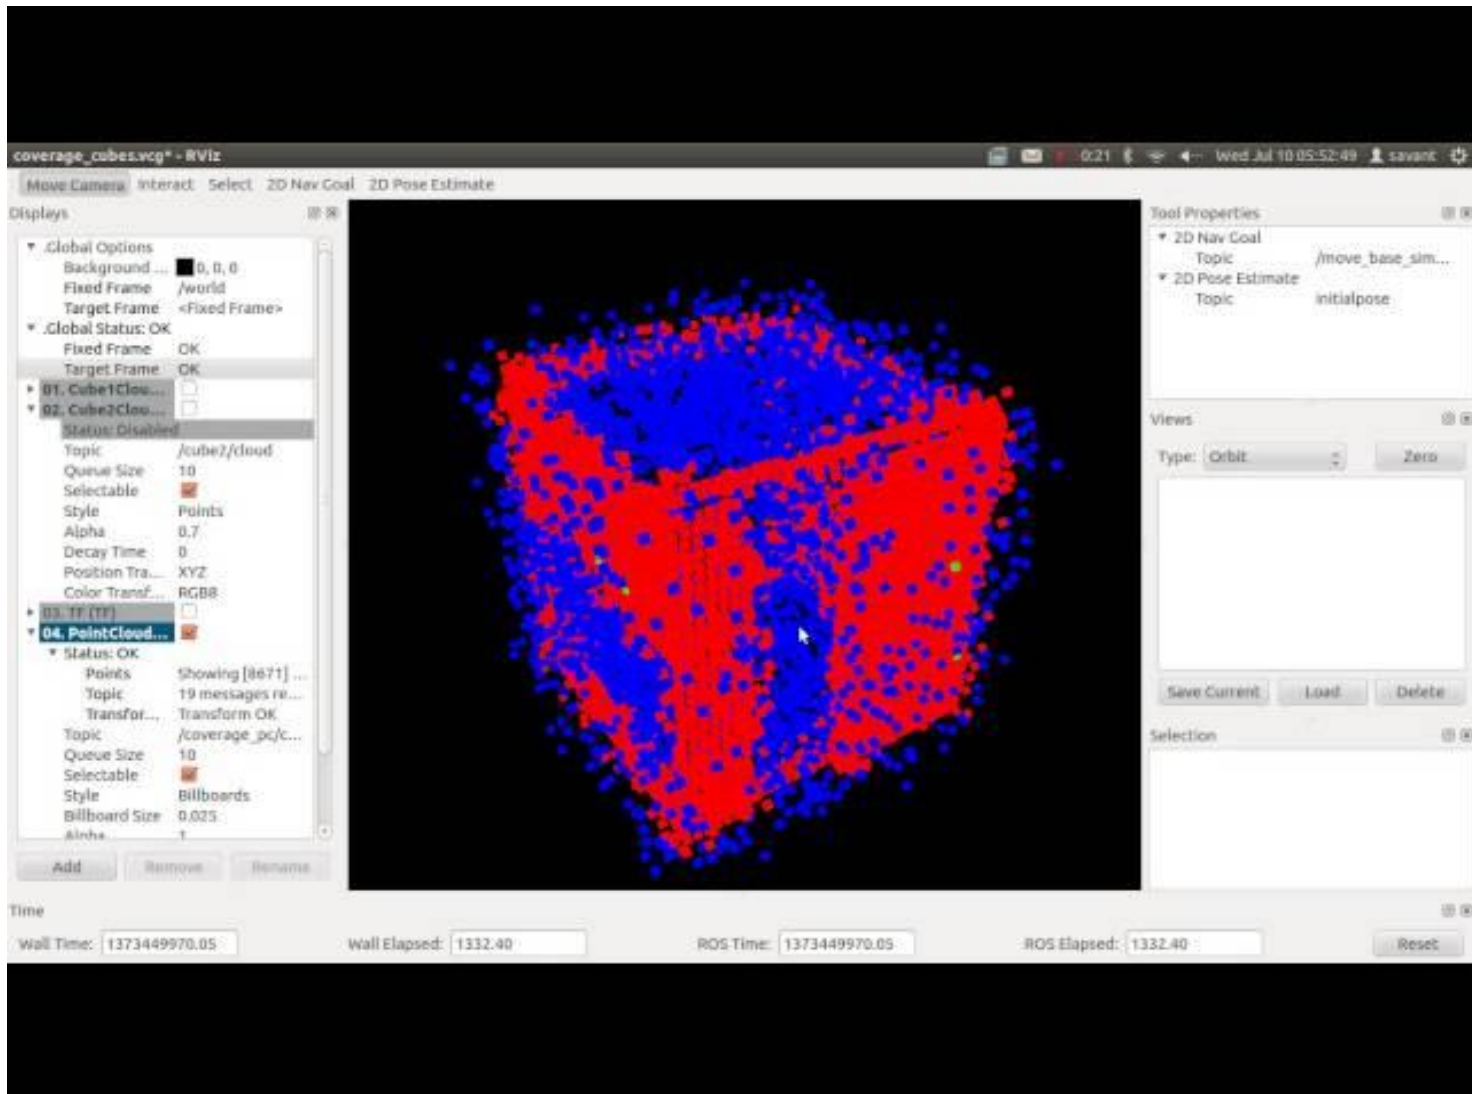 coverage_cubes.vcg* - RViz 0:21 Wed Jul 10 05:52:49 savant
Move Camera Interact Select 2D Nav Goal 2D Pose Estimate
Displays
.Global Options
Background ... 0, 0, 0
Fixed Frame /world
Target Frame <Fixed Frame>
.Global Status: OK
Fixed Frame OK
Target Frame OK
01. Cube1Clou...
02. Cube2Clou...
Status: Disabled
Topic /cube2/cloud
Queue Size 10
Selectable
Style Points
Alpha 0.7
Decay Time 0
Position Tra... XYZ
Color Transf... RGB8
03. TF (TF)
04. PointCloud...
Status: OK
Points Showing [8671] ...
Topic 19 messages re...
Transfor... Transform OK
Topic /coverage_pc/c...
Queue Size 10
Selectable
Style Billboards
Billboard Size 0.025
Alpha 1
Add Remove Rename
Tool Properties
2D Nav Goal
Topic /move_base_sim...
2D Pose Estimate
Topic initialpose
Views
Type: Orbit Zero
Save Current Load Delete
Selection
Time
Wall Time: 1373449970.05 Wall Elapsed: 1332.40 ROS Time: 1373449970.05 ROS Elapsed: 1332.40 Reset